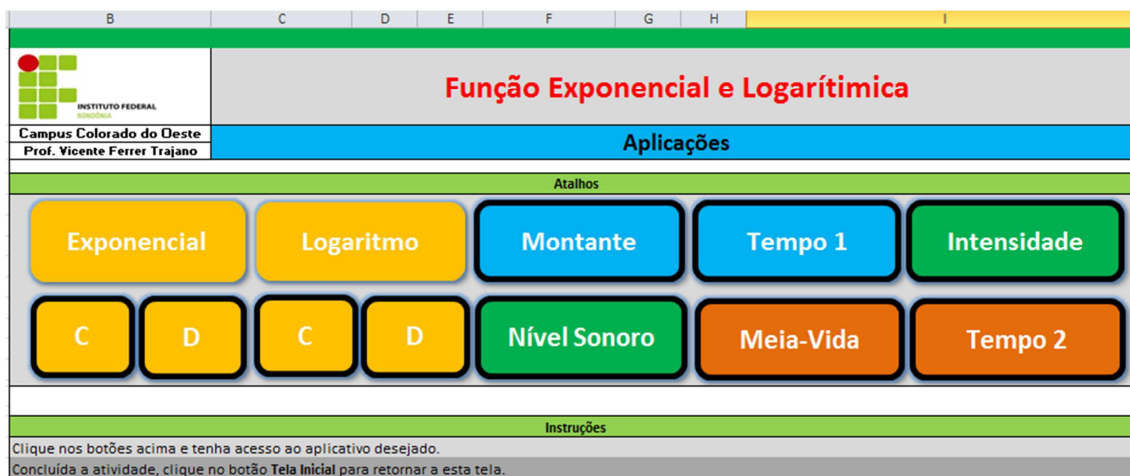 B C D E F G H I
INSTITUTO FEDERAL
RONDÔNIA
Função Exponencial e Logarítimica
Campus Colorado do Oeste
Prof. Vicente Ferrer Trajano
Aplicações
Atalhos
Exponencial Logaritmo Montante Tempo 1 Intensidade
C D C D Nível Sonoro Meia-Vida Tempo 2
Instruções
Clique nos botões acima e tenha acesso ao aplicativo desejado.
Concluída a atividade, clique no botão Tela Inicial para retornar a esta tela.